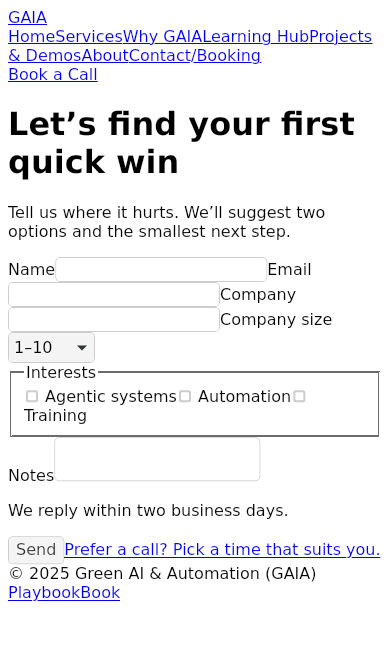 GAIA
HomeServicesWhy GAIALearning HubProjects
& DemosAboutContact/Booking
Book a Call
Let’s find your first
quick win
Tell us where it hurts. We’ll suggest two
options and the smallest next step.
Name Email
Company
Company size
1–10
Interests
Agentic systems Automation
Training
Notes
We reply within two business days.
Send Prefer a call? Pick a time that suits you.
© 2025 Green AI & Automation (GAIA)
PlaybookBook